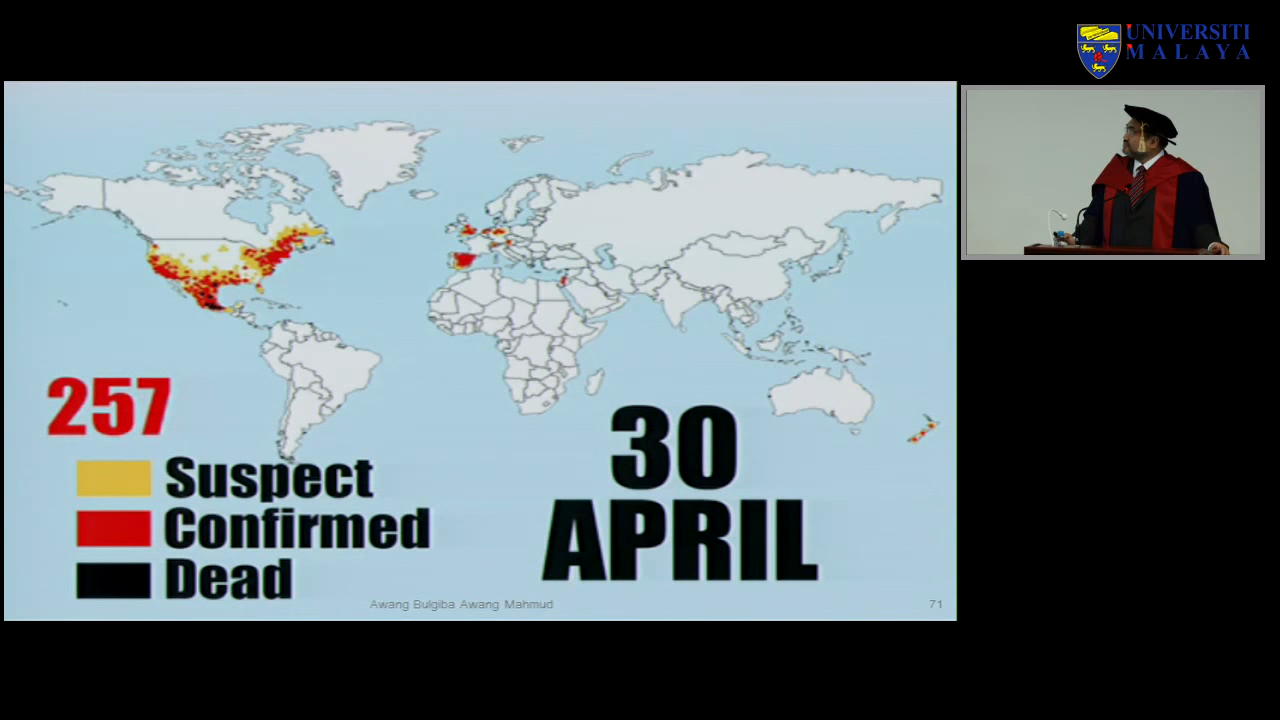 UNIVERSITI
MALAYA
257
Suspect
Confirmed
Dead
30
APRIL
Awang Bulgiba Awang Mahmud
71